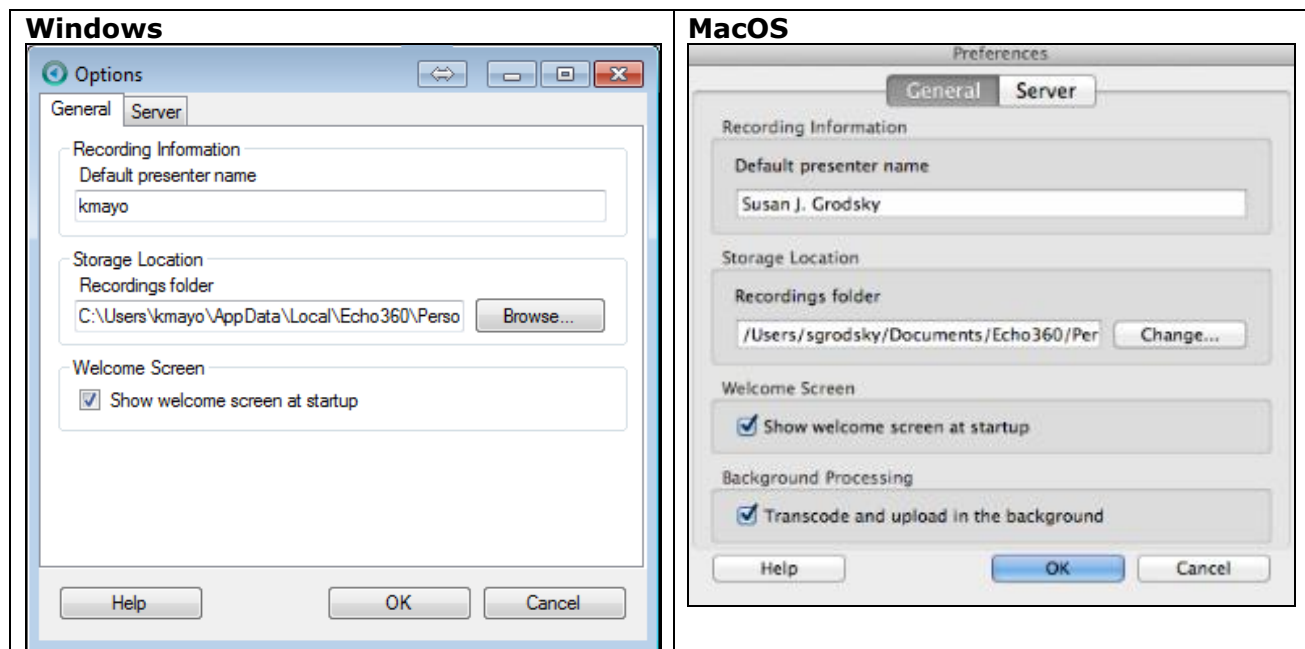 Windows
Options
General Server
Recording Information
Default presenter name
kmayo
Storage Location
Recordings folder
C:\Users\kmayo\AppData\Local\Echo360\Perso Browse...
Welcome Screen
Show welcome screen at startup
Help OK Cancel
MacOS
Preferences
General Server
Recording Information
Default presenter name
Susan J. Grodsky
Storage Location
Recordings folder
/Users/sgrodsky/Documents/Echo360/Per Change...
Welcome Screen
Show welcome screen at startup
Background Processing
Transcode and upload in the background
Help OK Cancel